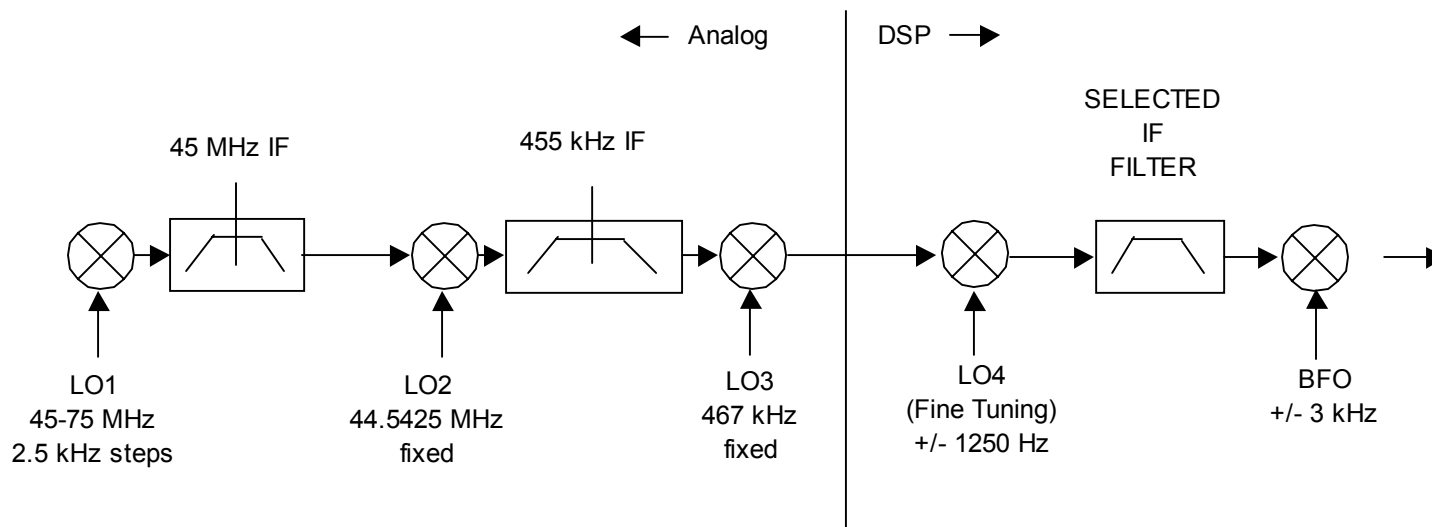 Analog
DSP
SELECTED
IF
FILTER
45 MHz IF
455 kHz IF
LO1
45-75 MHz
2.5 kHz steps
LO2
44.5425 MHz
fixed
LO3
467 kHz
fixed
LO4
(Fine Tuning)
+/- 1250 Hz
BFO
+/- 3 kHz